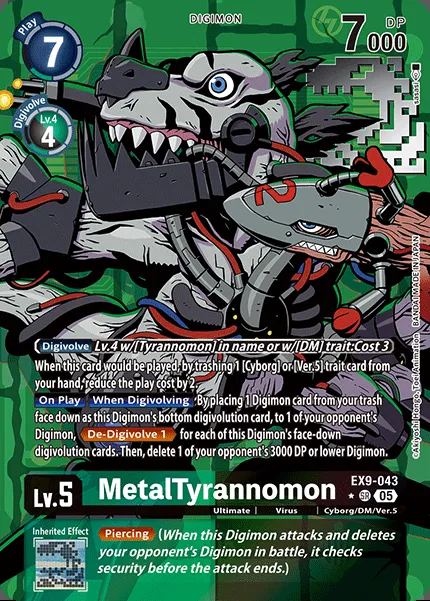 DIGIMON
Play
7
DP
7000
Digivolve
Lv.4
4
2
Digivolve Lv.4 w/[Tyrannomon] in name or w/[DM] trait:Cost 3
When this card would be played, by trashing 1 [Cyborg] or [Ver.5] trait card from
your hand, reduce the play cost by 2.
On Play When Digivolving By placing 1 Digimon card from your trash
face down as this Digimon's bottom digivolution card, to 1 of your opponent's
Digimon, De-Digivolve 1 for each of this Digimon's face-down
digivolution cards. Then, delete 1 of your opponent's 3000 DP or lower Digimon.
©Akiyoshi Hongo, Toei Animation BANDAI MADE IN JAPAN
Lv.5
MetalTyrannomon
EX9-043
SR 05
Ultimate | Virus | Cyborg/DM/Ver.5
Inherited Effect
Piercing (When this Digimon attacks and deletes
your opponent's Digimon in battle, it checks
security before the attack ends.)